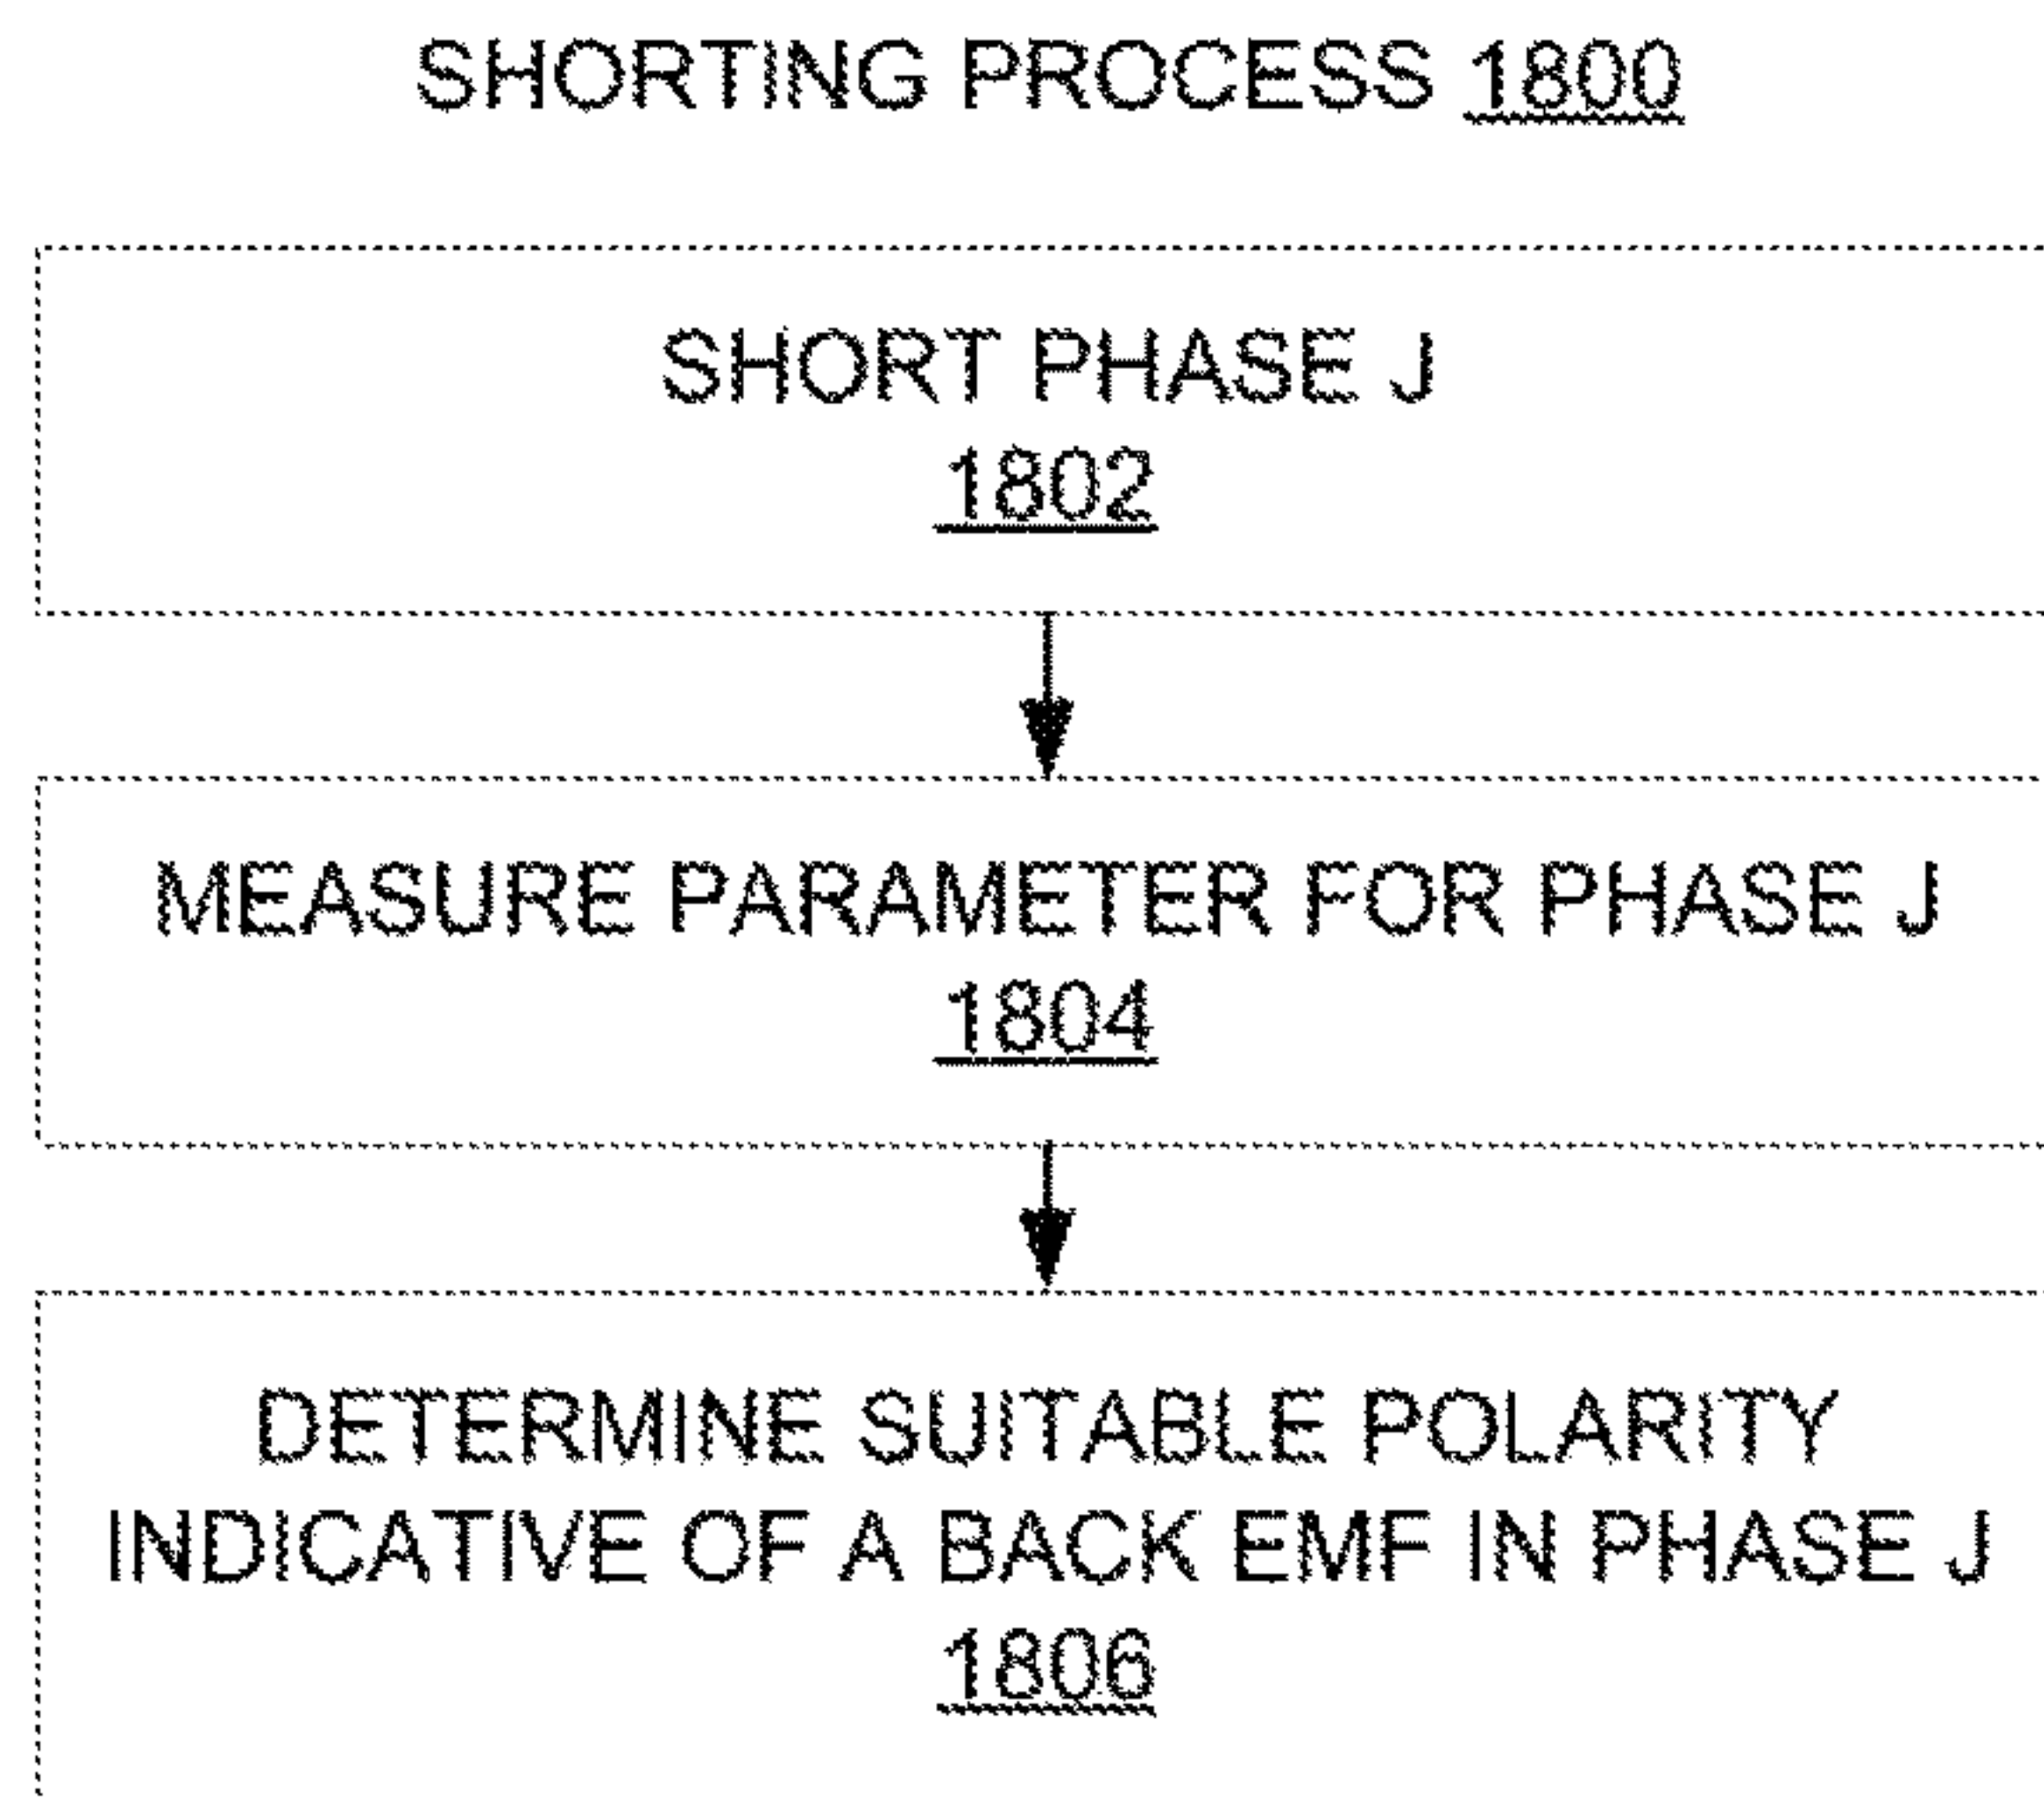 SHORTING PROCESS 1800
SHORT PHASE J
1802
MEASURE PARAMETER FOR PHASE J
1804
DETERMINE SUITABLE POLARITY
INDICATIVE OF A BACK EMF IN PHASE J
1806